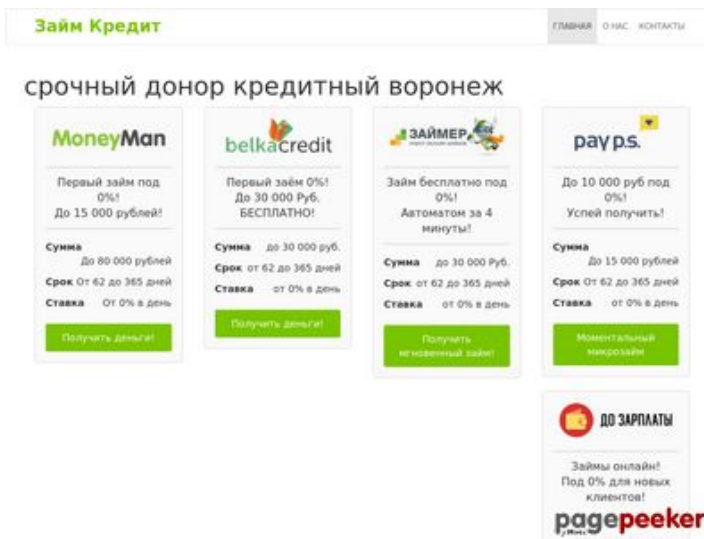 Займ Кредит
ГЛАВНАЯ О НАС КОНТАКТЫ
срочный донор кредитный воронеж
MoneyMan
Первый займ под
0%!
До 15 000 рублей!
Сумма
До 80 000 рублей
Срок От 62 до 365 дней
Ставка От 0% в день
Получить деньги!
belkacredit
Первый заём 0%!
До 30 000 Руб.
БЕСПЛАТНО!
Сумма до 30 000 руб.
Срок от 62 до 365 дней
Ставка от 0% в день
Получить деньги!
ЗАЙМЕР
Займ бесплатно под
0%!
Автоматом за 4
минуты!
Сумма до 30 000 Руб.
Срок от 62 до 365 дней
Ставка от 0% в день
Получить
мгновенный займ!
pay p.s.
До 10 000 руб под
0%!
Успей получить!
Сумма
До 15 000 рублей
Срок От 62 до 365 дней
Ставка от 0% в день
Моментальный
микрозайм
ДО ЗАРПЛАТЫ
Займы онлайн!
Под 0% для новых
клиентов!
pagepeeker